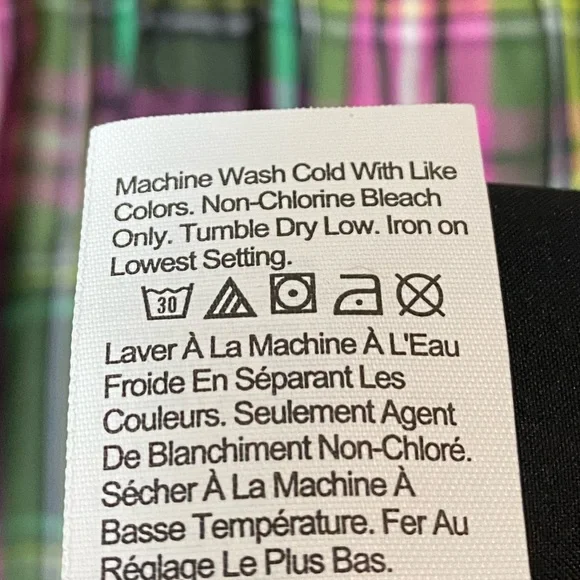 Machine Wash Cold With Like
Colors. Non-Chlorine Bleach
Only. Tumble Dry Low. Iron on
Lowest Setting.
30
Laver À La Machine À L'Eau
Froide En Séparant Les
Couleurs. Seulement Agent
De Blanchiment Non-Chloré.
Sécher À La Machine À
Basse Température. Fer Au
Réglage Le Plus Bas.